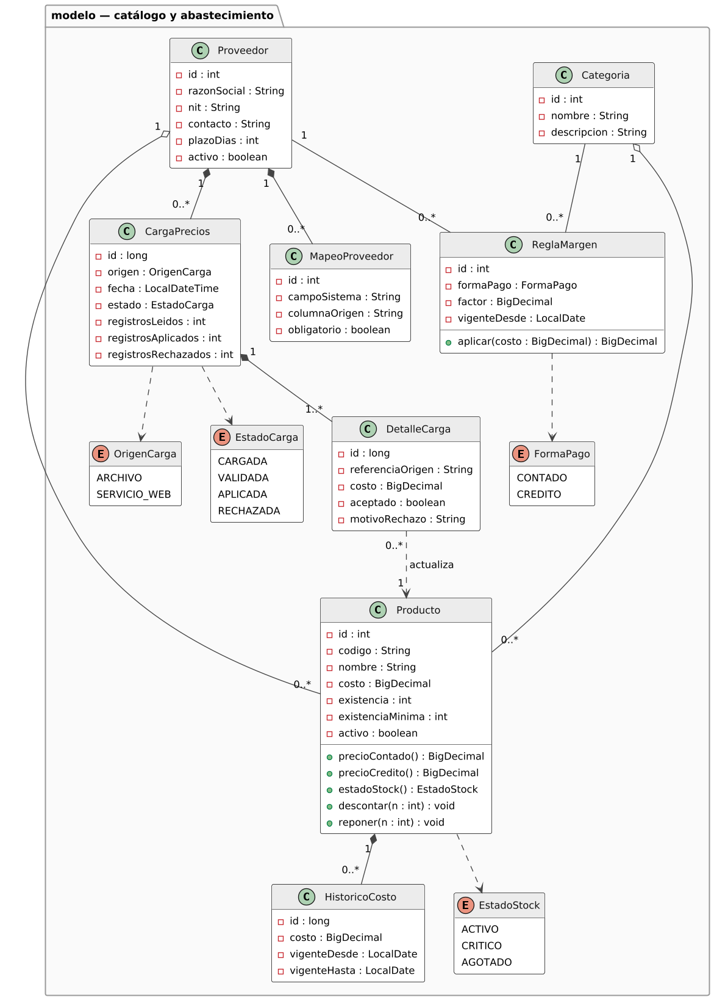 modelo — catálogo y abastecimiento
C Proveedor
id : int
razonSocial : String
nit : String
contacto : String
plazoDias : int
activo : boolean
C Categoria
id : int
nombre : String
descripcion : String
1
1
1
1
1
1
0..*
0..*
0..*
0..*
C CargaPrecios
id : long
origen : OrigenCarga
fecha : LocalDateTime
estado : EstadoCarga
registrosLeidos : int
registrosAplicados : int
registrosRechazados : int
C MapeoProveedor
id : int
campoSistema : String
columnaOrigen : String
obligatorio : boolean
C ReglaMargen
id : int
formaPago : FormaPago
factor : BigDecimal
vigenteDesde : LocalDate
aplicar(costo : BigDecimal) : BigDecimal
1
1..*
E OrigenCarga
ARCHIVO
SERVICIO_WEB
E EstadoCarga
CARGADA
VALIDADA
APLICADA
RECHAZADA
C DetalleCarga
id : long
referenciaOrigen : String
costo : BigDecimal
aceptado : boolean
motivoRechazo : String
E FormaPago
CONTADO
CREDITO
0..*
actualiza
1
0..*
0..*
C Producto
id : int
codigo : String
nombre : String
costo : BigDecimal
existencia : int
existenciaMinima : int
activo : boolean
precioContado() : BigDecimal
precioCredito() : BigDecimal
estadoStock() : EstadoStock
descontar(n : int) : void
reponer(n : int) : void
1
0..*
C HistoricoCosto
id : long
costo : BigDecimal
vigenteDesde : LocalDate
vigenteHasta : LocalDate
E EstadoStock
ACTIVO
CRITICO
AGOTADO